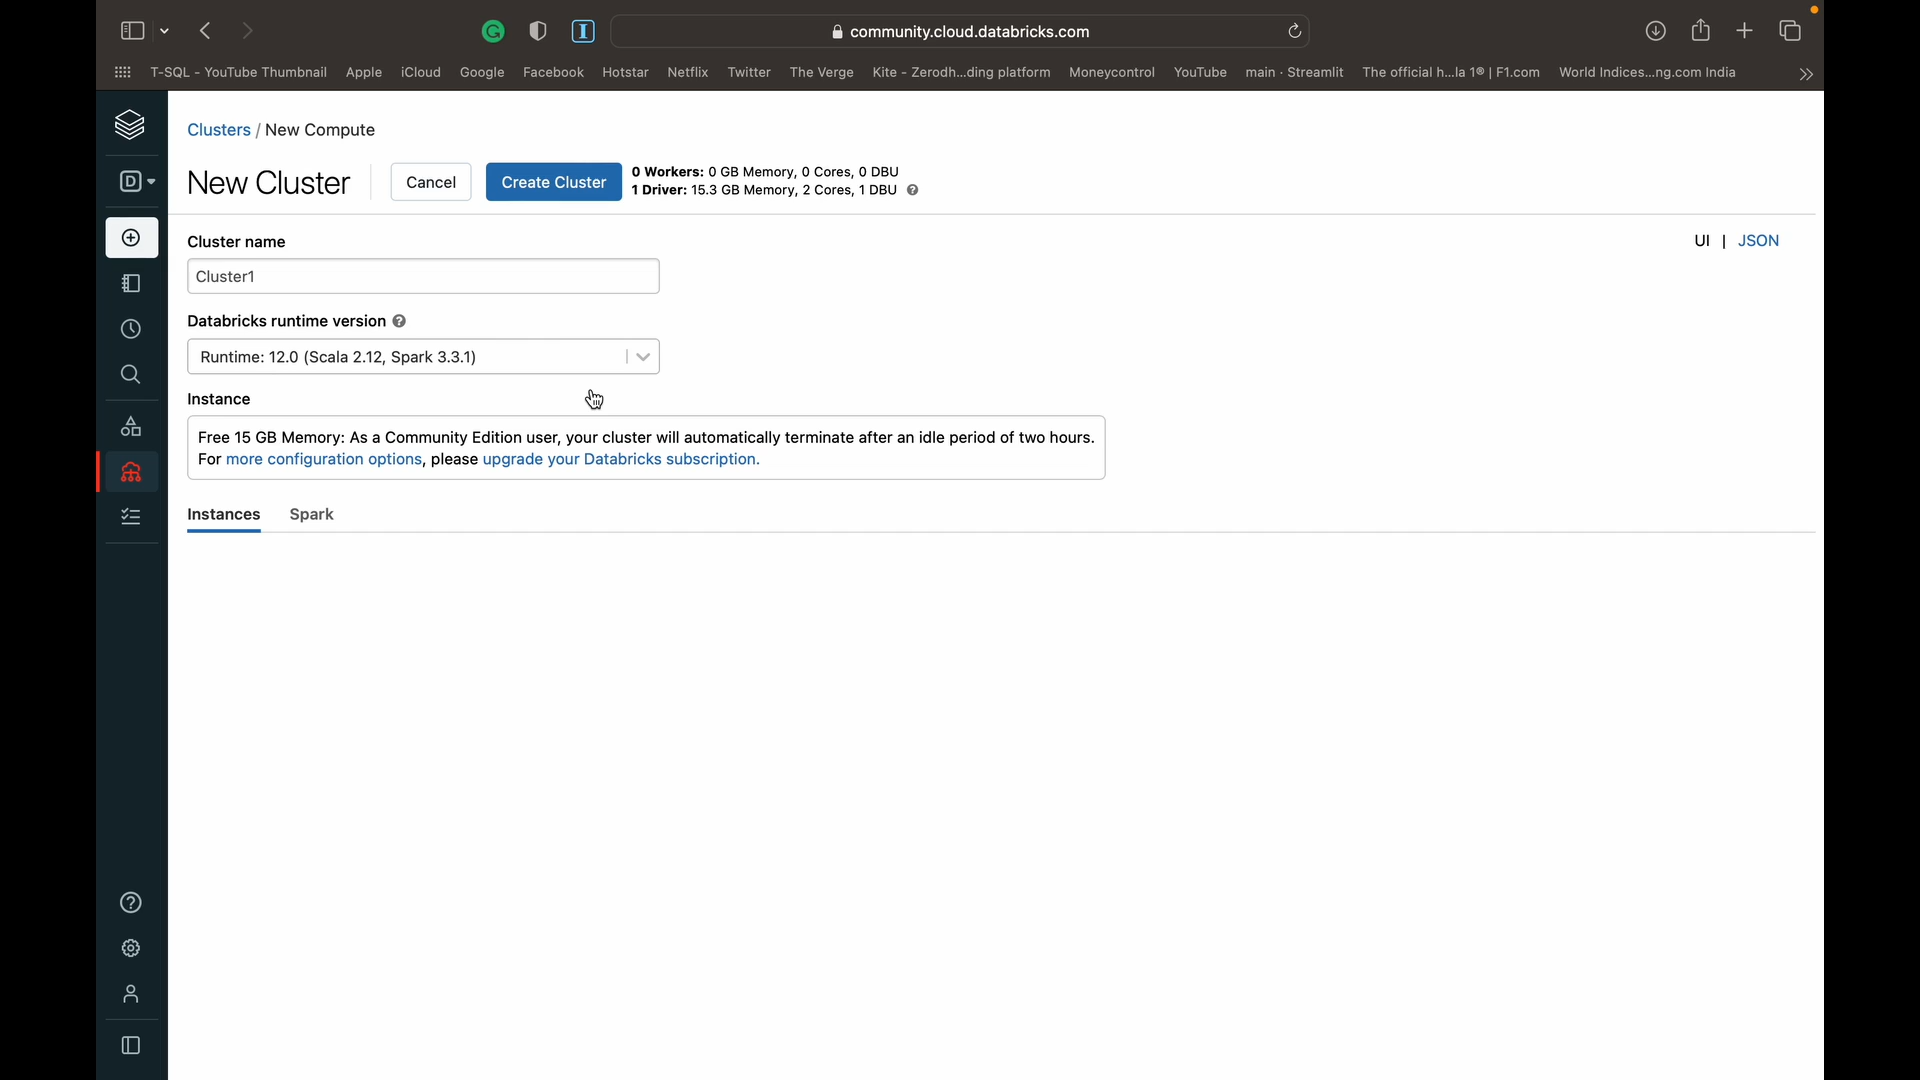 community.cloud.databricks.com
T-SQL - YouTube Thumbnail Apple iCloud Google Facebook Hotstar Netflix Twitter The Verge Kite - Zerodh...ding platform Moneycontrol YouTube main · Streamlit The official h...la 1® | F1.com World Indices...ng.com India
Clusters / New Compute
D
New Cluster
Cancel
Create Cluster
0 Workers: 0 GB Memory, 0 Cores, 0 DBU
1 Driver: 15.3 GB Memory, 2 Cores, 1 DBU
Cluster name
UI | JSON
Cluster1
Databricks runtime version
Runtime: 12.0 (Scala 2.12, Spark 3.3.1)
Instance
Free 15 GB Memory: As a Community Edition user, your cluster will automatically terminate after an idle period of two hours.
For more configuration options, please upgrade your Databricks subscription.
Instances Spark